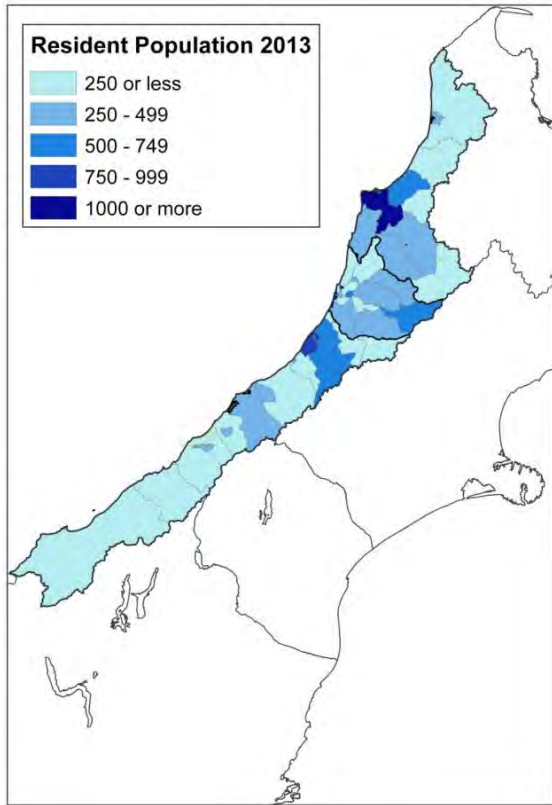 Resident Population 2013
250 or less
250 - 499
500 - 749
750 - 999
1000 or more